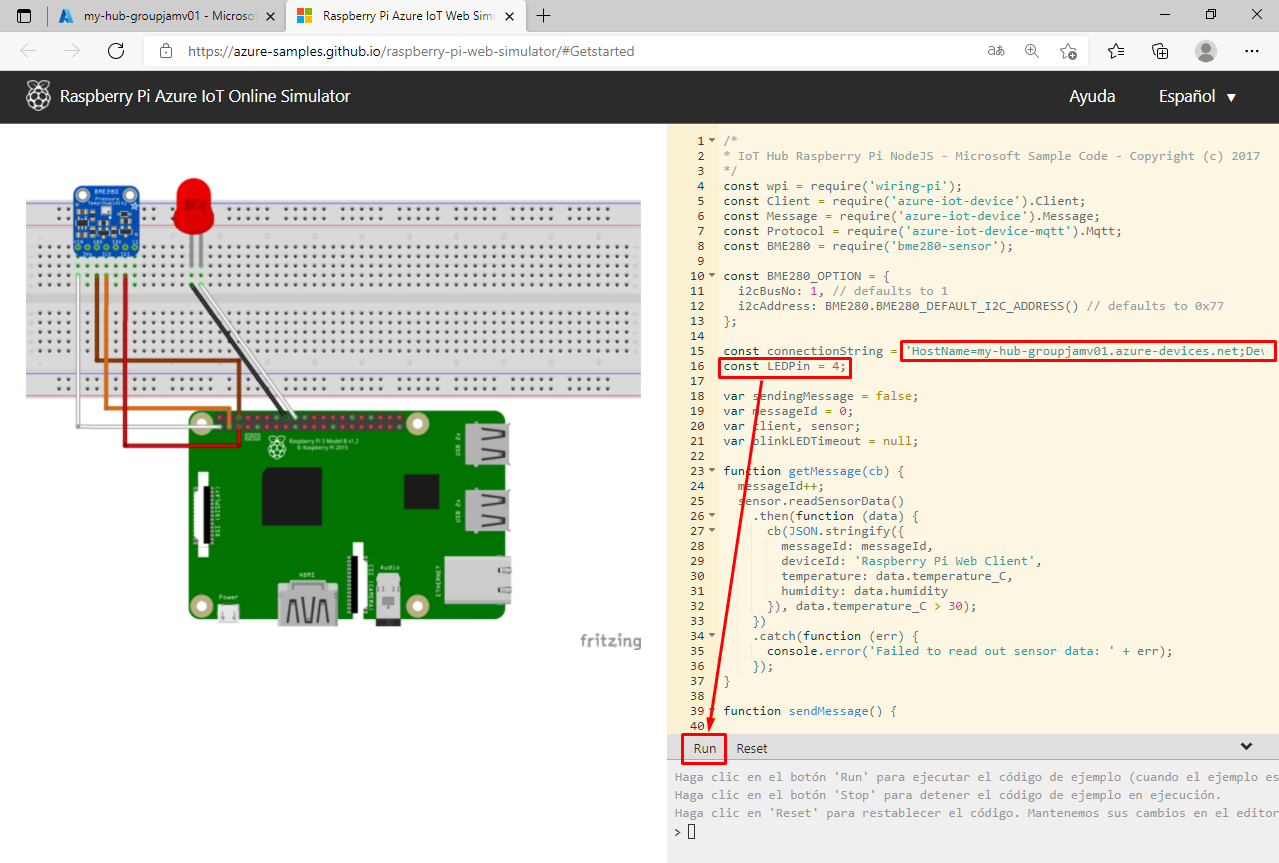 my-hub-groupjamv01 - Microsof
Raspberry Pi Azure IoT Web Sim
https://azure-samples.github.io/raspberry-pi-web-simulator/#Getstarted
Raspberry Pi Azure IoT Online Simulator
Ayuda
Español ▼
BME280
Pressure
Raspberry Pi 3 Model B v1.2
© Raspberry Pi 2015
GPIO
USB 2x
USB 2x
DSI (DISPLAY)
ETHERNET
CSI (CAMERA)
HDMI
Audio
Power
fritzing
1 /*
2 * IoT Hub Raspberry Pi NodeJS - Microsoft Sample Code - Copyright (c) 2017
3 */
4 const wpi = require('wiring-pi');
5 const Client = require('azure-iot-device').Client;
6 const Message = require('azure-iot-device').Message;
7 const Protocol = require('azure-iot-device-mqtt').Mqtt;
8 const BME280 = require('bme280-sensor');
9
10 const BME280_OPTION = {
11 i2cBusNo: 1, // defaults to 1
12 i2cAddress: BME280.BME280_DEFAULT_I2C_ADDRESS() // defaults to 0x77
13 };
14
15 const connectionString = 'HostName=my-hub-groupjamv01.azure-devices.net;Dev
16 const LEDPin = 4;
17
18 var sendingMessage = false;
19 var messageId = 0;
20 var client, sensor;
21 var blinkLEDTimeout = null;
22
23 function getMessage(cb) {
24 messageId++;
25 sensor.readSensorData()
26 .then(function (data) {
27 cb(JSON.stringify({
28 messageId: messageId,
29 deviceId: 'Raspberry Pi Web Client',
30 temperature: data.temperature_C,
31 humidity: data.humidity
32 }), data.temperature_C > 30);
33 })
34 .catch(function (err) {
35 console.error('Failed to read out sensor data: ' + err);
36 });
37 }
38
39 function sendMessage() {
40
Run Reset
Haga clic en el botón 'Run' para ejecutar el código de ejemplo (cuando el ejemplo es
Haga clic en el botón 'Stop' para detener el código de ejemplo en ejecución.
Haga clic en 'Reset' para restablecer el código. Mantenemos sus cambios en el editor
>